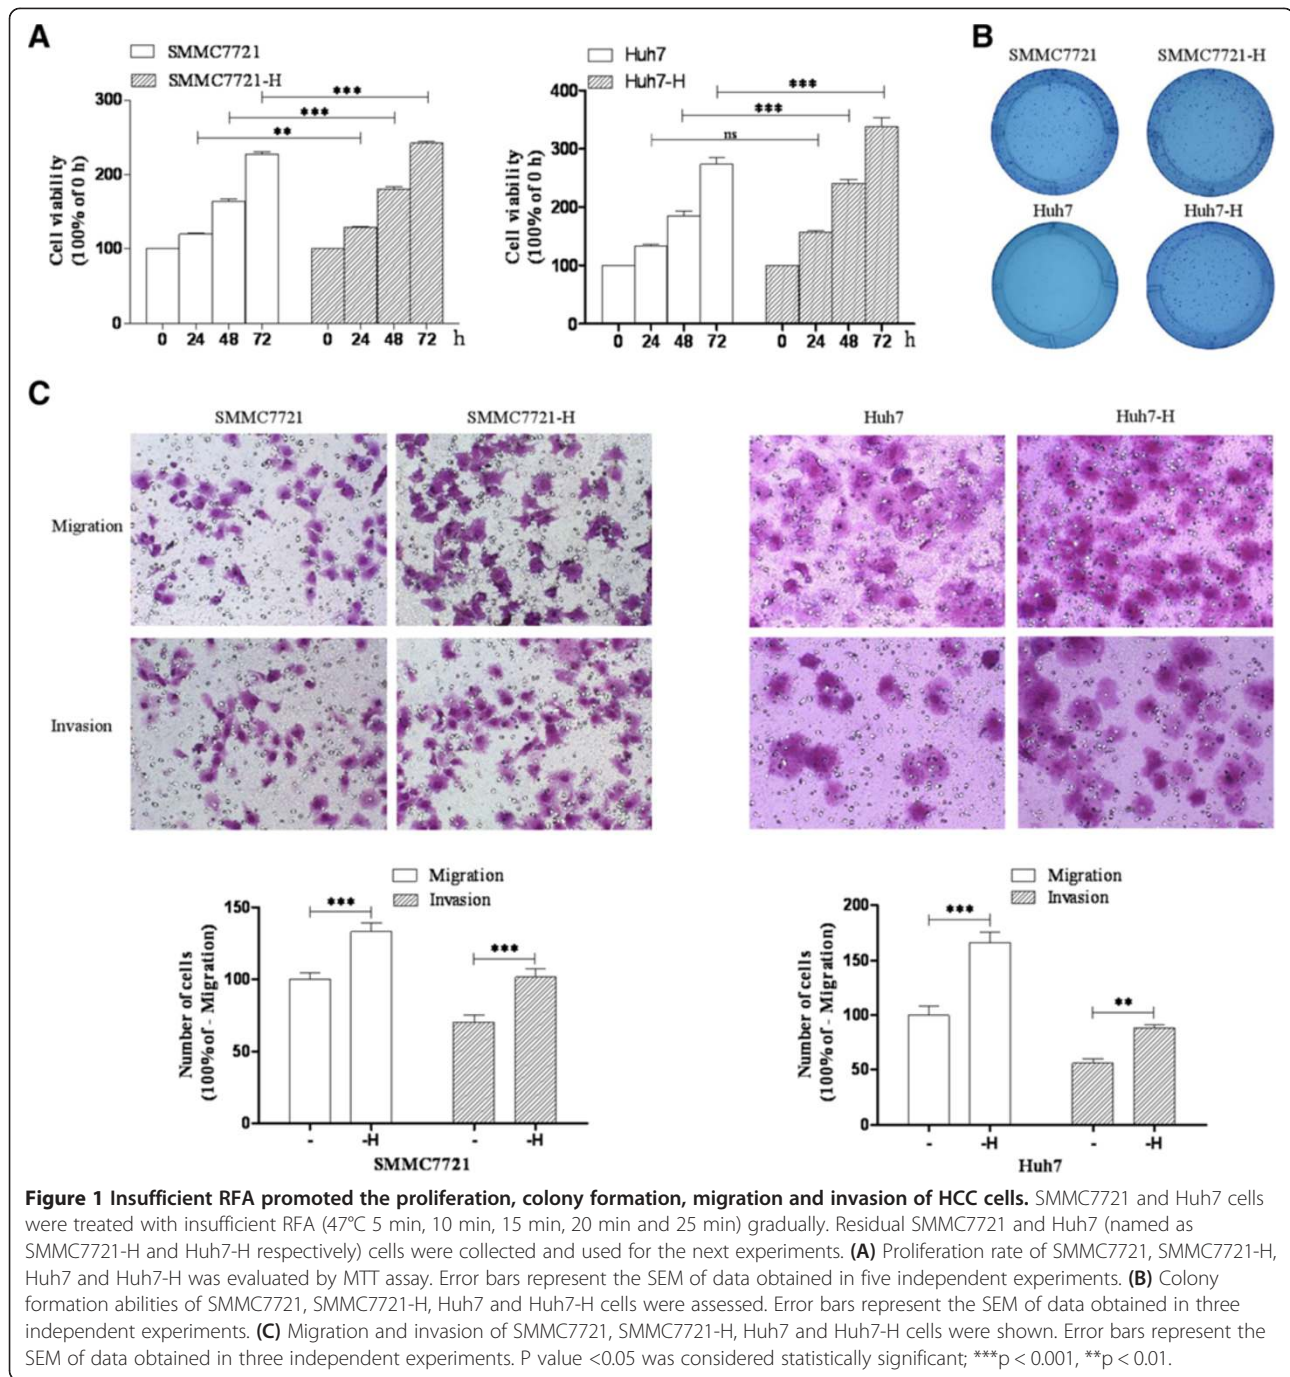 A
SMMC7721
SMMC7721-H
Cell viability
(100% of 0 h)
300
200
100
0
**
***
***
0 24 48 72 0 24 48 72 h
Huh7
Huh7-H
Cell viability
(100% of 0 h)
400
300
200
100
0
ns
***
***
0 24 48 72 0 24 48 72 h
B
SMMC7721 SMMC7721-H
Huh7 Huh7-H
C
SMMC7721 SMMC7721-H Huh7 Huh7-H
Migration
Invasion
Migration
Invasion
Number of cells
(100% of - Migration)
150
100
50
0
***
***
- -H - -H
SMMC7721
Migration
Invasion
Number of cells
(100% of - Migration)
200
150
100
50
0
***
**
- -H - -H
Huh7
Figure 1 Insufficient RFA promoted the proliferation, colony formation, migration and invasion of HCC cells. SMMC7721 and Huh7 cells
were treated with insufficient RFA (47°C 5 min, 10 min, 15 min, 20 min and 25 min) gradually. Residual SMMC7721 and Huh7 (named as
SMMC7721-H and Huh7-H respectively) cells were collected and used for the next experiments. (A) Proliferation rate of SMMC7721, SMMC7721-H,
Huh7 and Huh7-H was evaluated by MTT assay. Error bars represent the SEM of data obtained in five independent experiments. (B) Colony
formation abilities of SMMC7721, SMMC7721-H, Huh7 and Huh7-H cells were assessed. Error bars represent the SEM of data obtained in three
independent experiments. (C) Migration and invasion of SMMC7721, SMMC7721-H, Huh7 and Huh7-H cells were shown. Error bars represent the
SEM of data obtained in three independent experiments. P value <0.05 was considered statistically significant; ***p < 0.001, **p < 0.01.